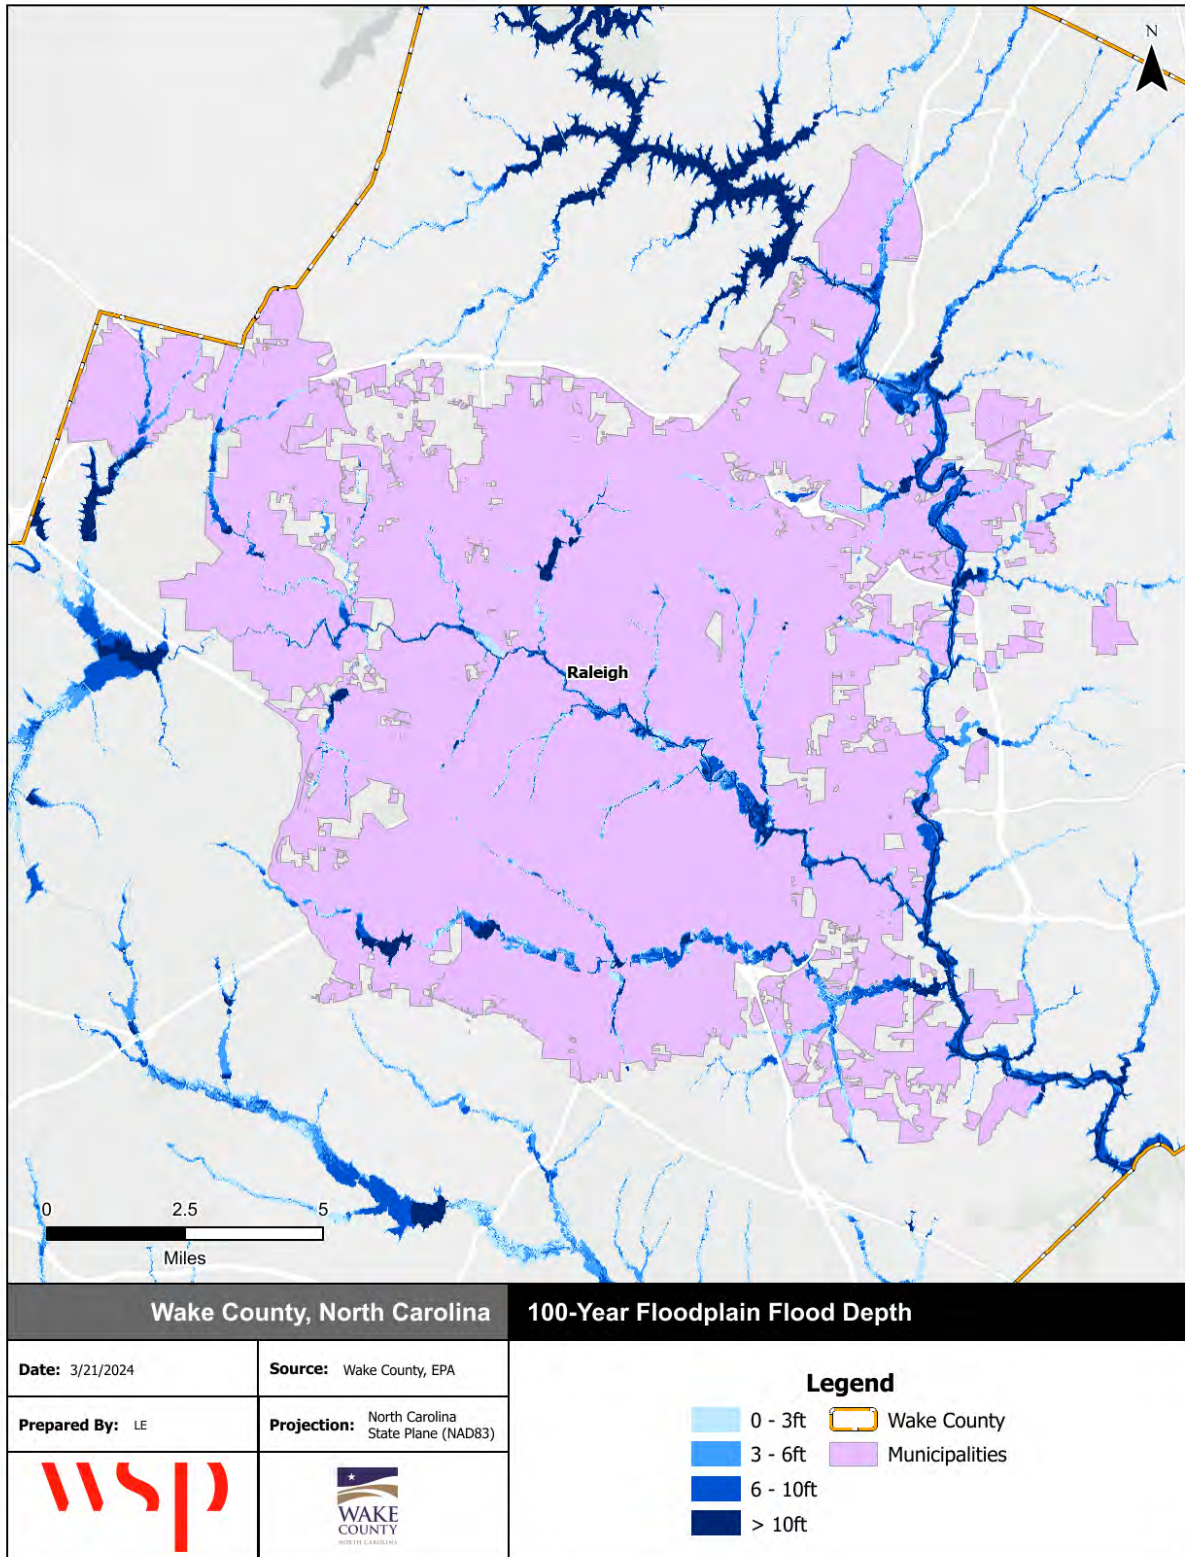 N
Raleigh
0 2.5 5
Miles
Wake County, North Carolina
100-Year Floodplain Flood Depth
Date: 3/21/2024
Source: Wake County, EPA
Prepared By: LE
Projection: North Carolina
State Plane (NAD83)
wsp
WAKE
COUNTY
NORTH CAROLINA
Legend
0 - 3ft
3 - 6ft
6 - 10ft
> 10ft
Wake County
Municipalities